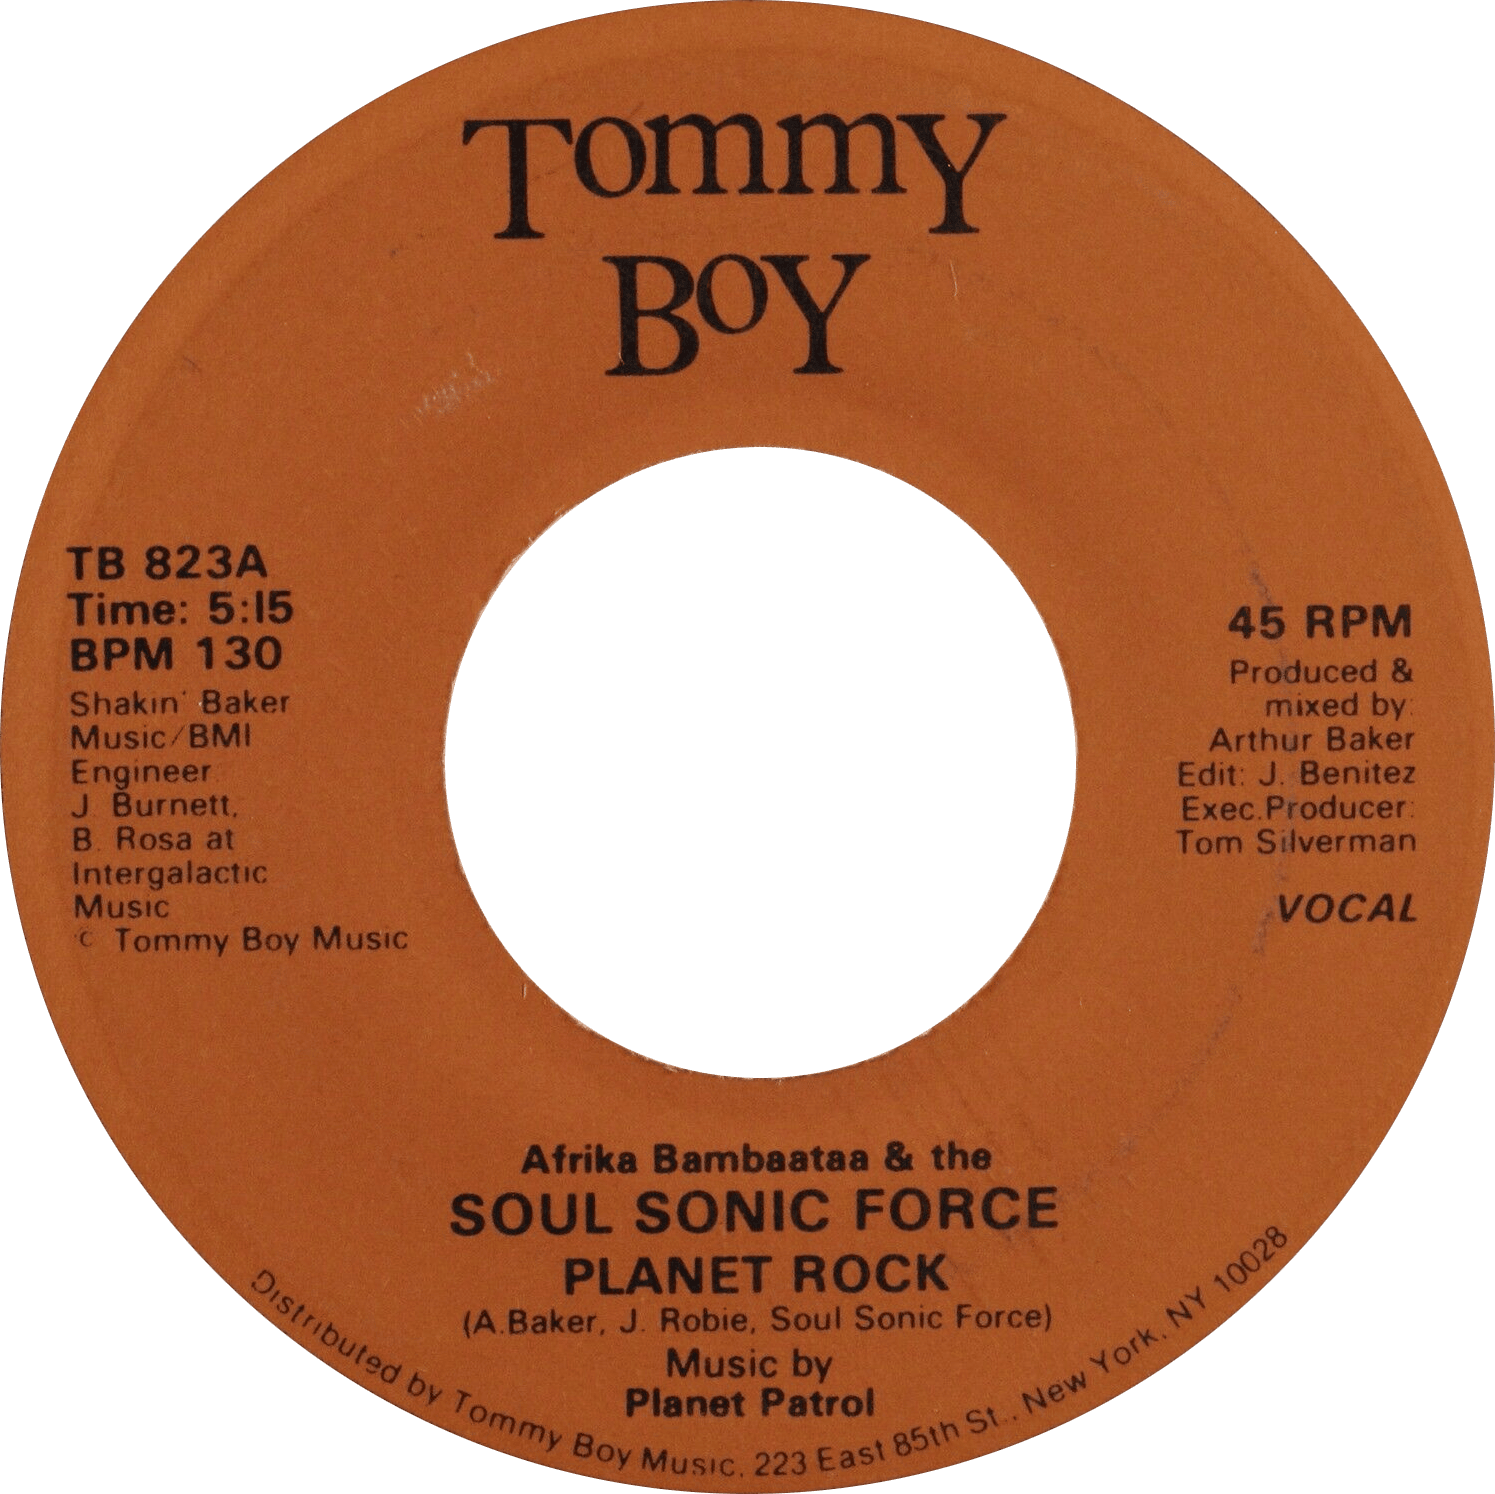 Tommy
Boy
TB 823A
Time: 5:15
BPM 130
Shakin' Baker
Music/BMI
Engineer
J. Burnett,
B. Rosa at
Intergalactic
Music
© Tommy Boy Music
45 RPM
Produced &
mixed by:
Arthur Baker
Edit: J. Benitez
Exec.Producer:
Tom Silverman
VOCAL
Afrika Bambaataa & the
SOUL SONIC FORCE
PLANET ROCK
(A.Baker, J. Robie, Soul Sonic Force)
Music by
Planet Patrol
Distributed by Tommy Boy Music, 223 East 85th St., New York, NY 10028